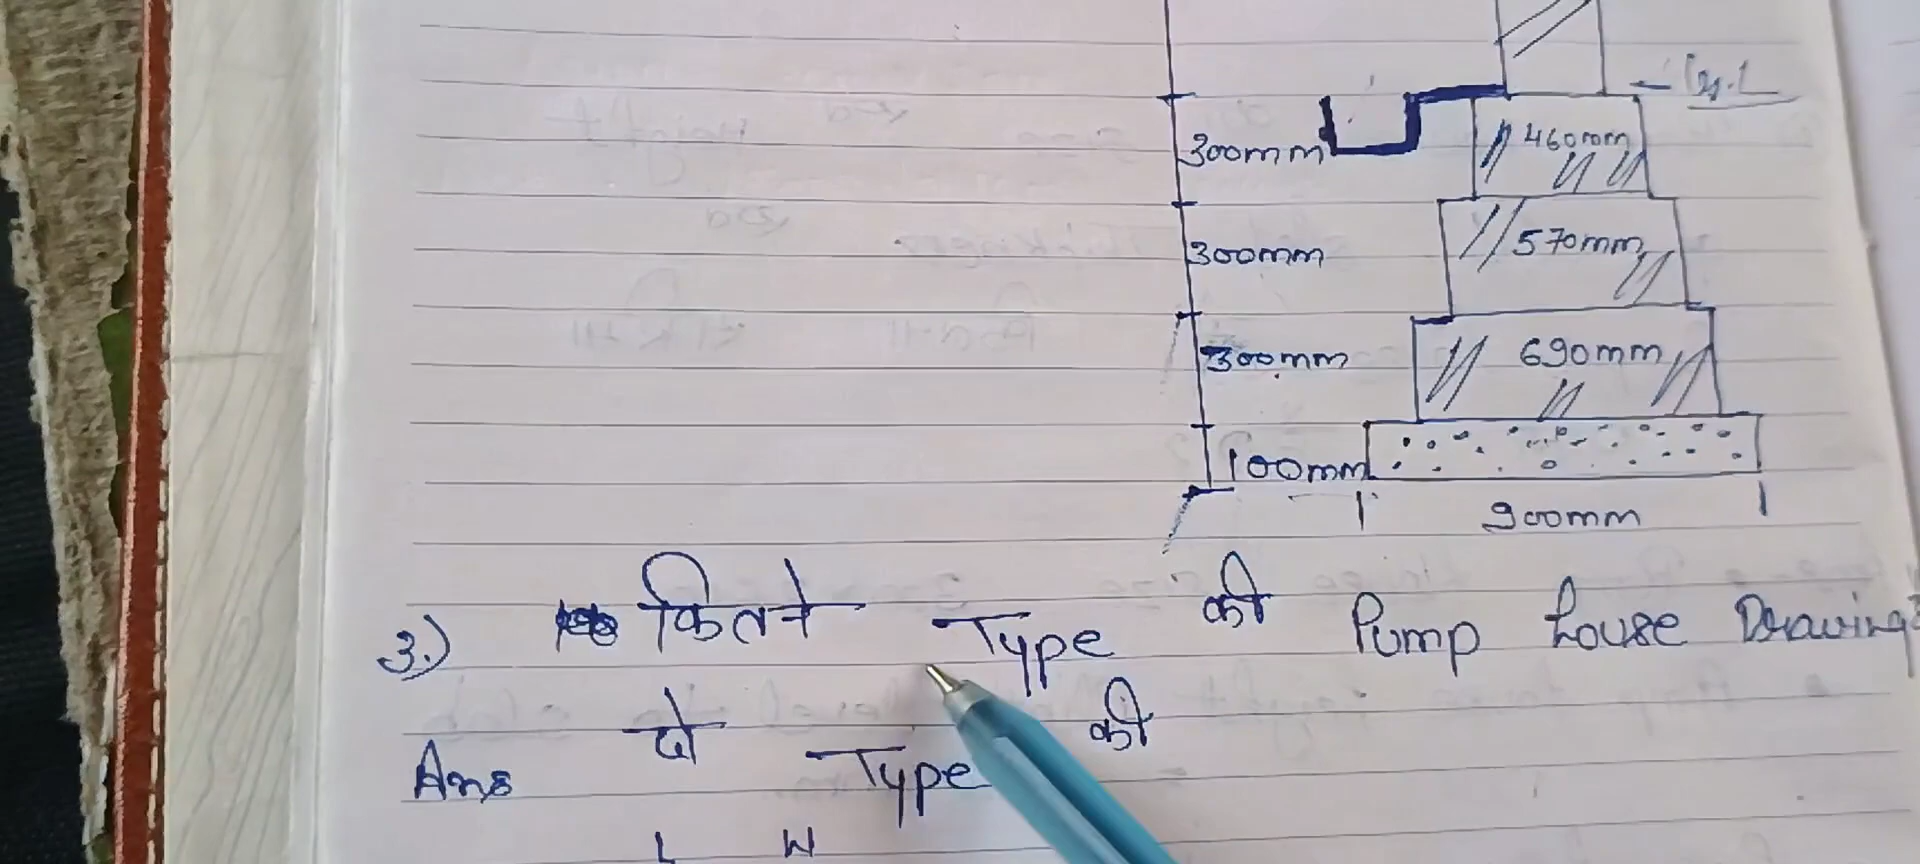 G.L
300mm 460mm
300mm 570mm
300mm 690mm
100mm
900mm
3.) कितने Type की Pump house Drawing
Ans दो Type की
L W